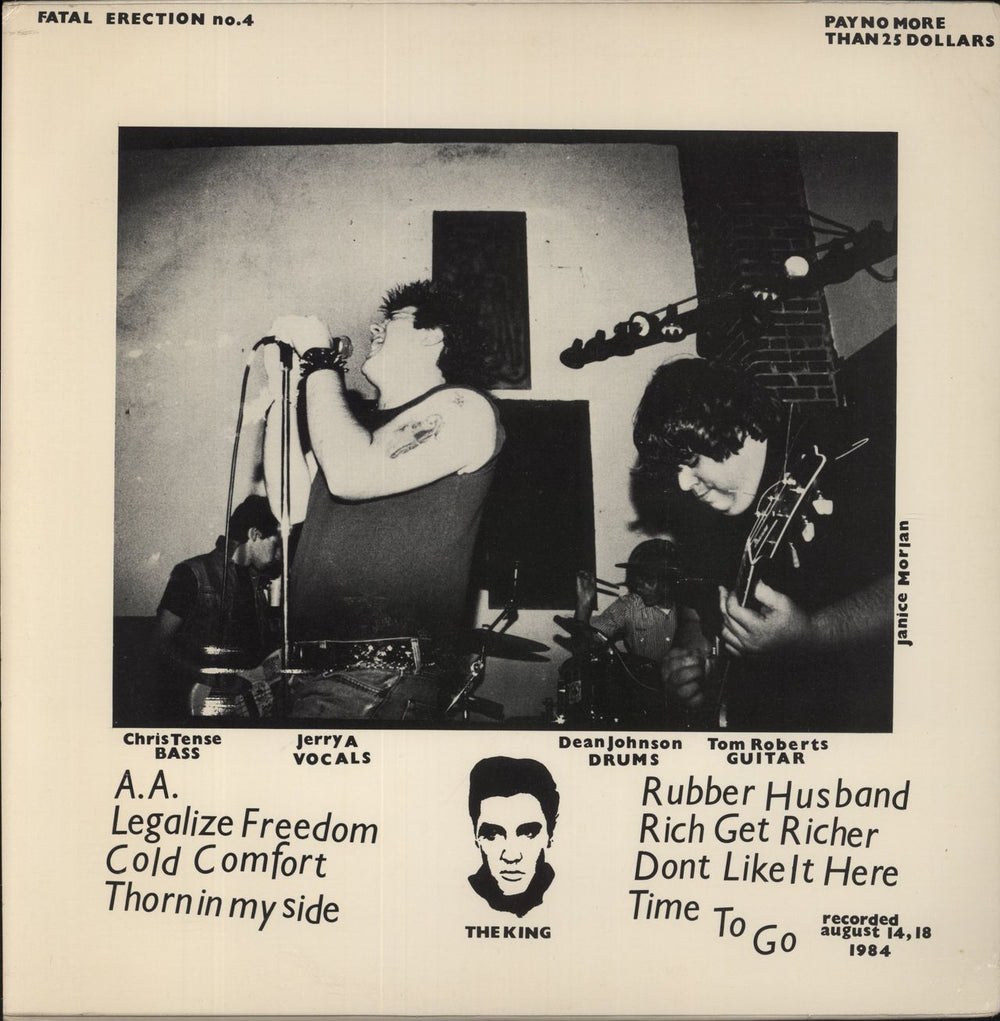 FATAL ERECTION no.4
PAY NO MORE
THAN 25 DOLLARS
Janice Morlan
Chris Tense
BASS
Jerry A
VOCALS
Dean Johnson
DRUMS
Tom Roberts
GUITAR
A.A.
Legalize Freedom
Cold Comfort
Thorn in my side
THE KING
Rubber Husband
Rich Get Richer
Dont Like It Here
Time To Go
recorded
august 14, 18
1984